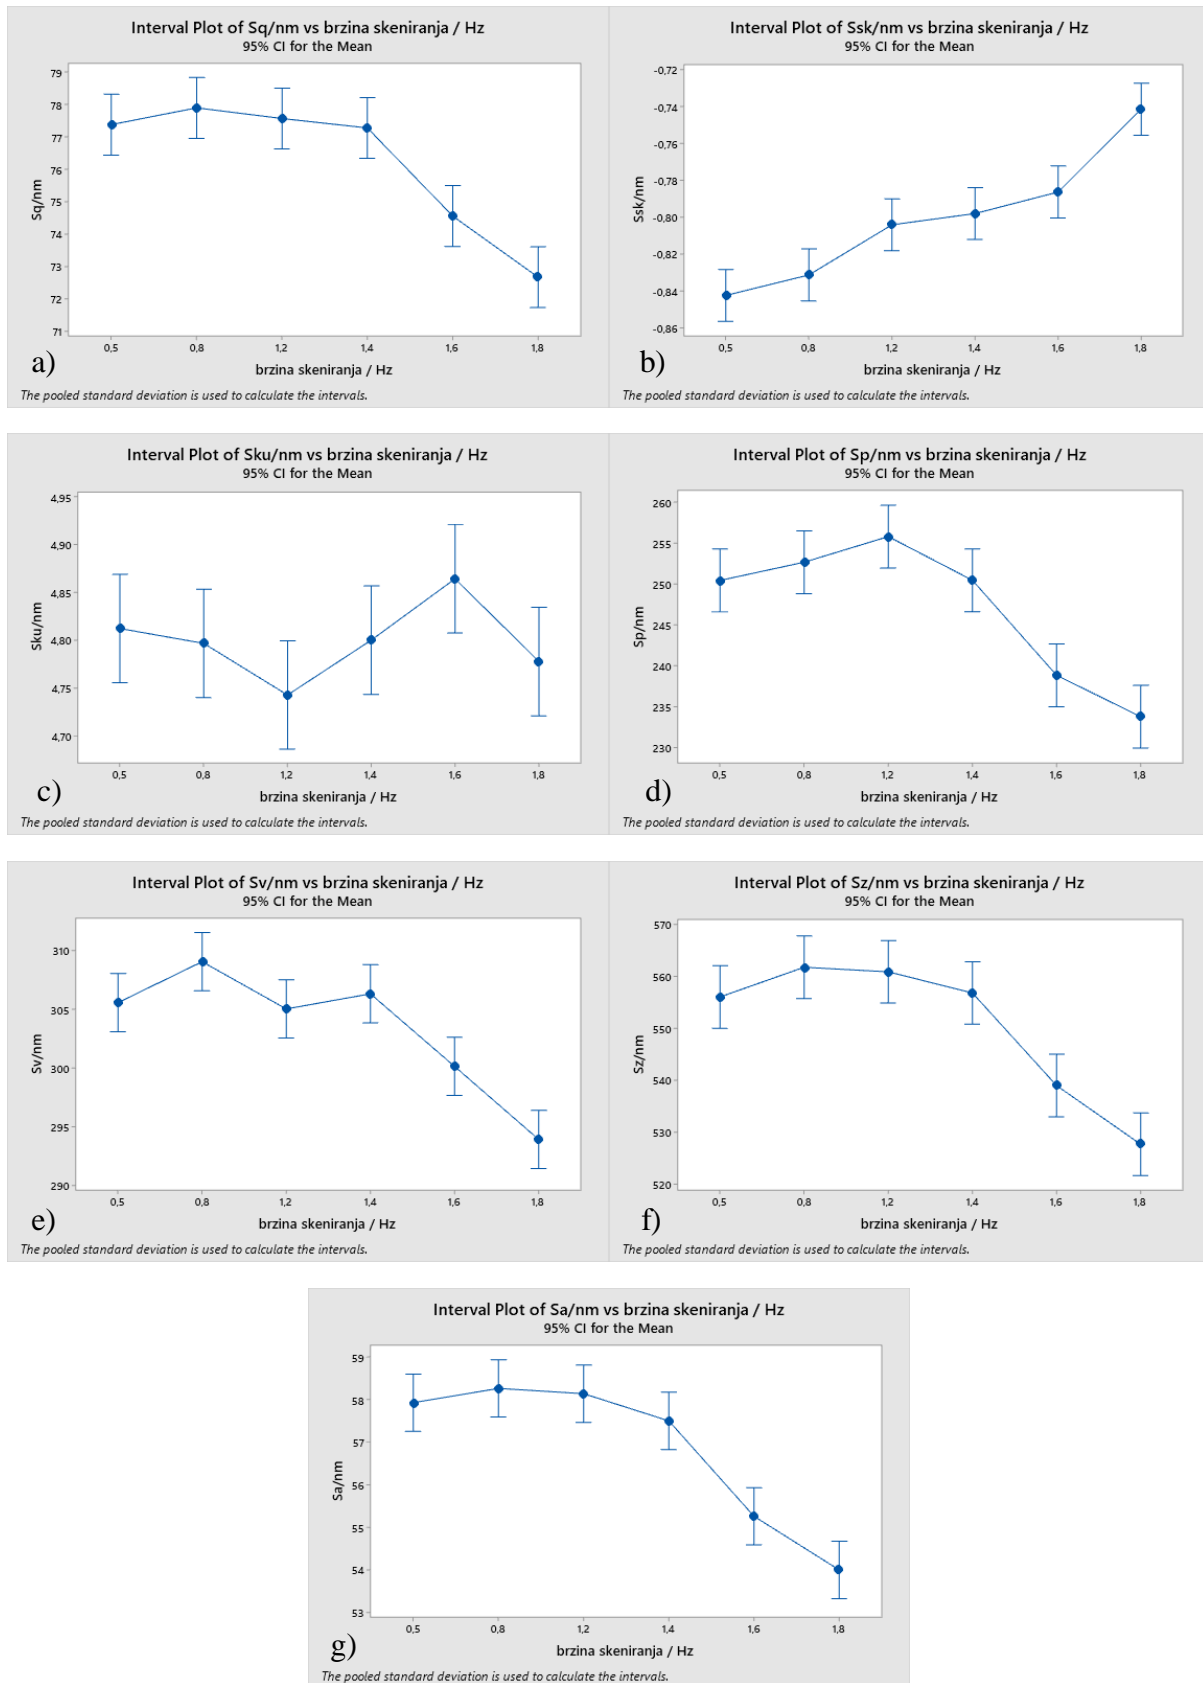 Interval Plot of Sq/nm vs brzina skeniranja / Hz
95% CI for the Mean
Sq/nm
79
78
77
76
75
74
73
72
71
0,5 0,8 1,2 1,4 1,6 1,8
a)
brzina skeniranja / Hz
The pooled standard deviation is used to calculate the intervals.
Interval Plot of Ssk/nm vs brzina skeniranja / Hz
95% CI for the Mean
Ssk/nm
-0,72
-0,74
-0,76
-0,78
-0,80
-0,82
-0,84
-0,86
0,5 0,8 1,2 1,4 1,6 1,8
b)
brzina skeniranja / Hz
The pooled standard deviation is used to calculate the intervals.
Interval Plot of Sku/nm vs brzina skeniranja / Hz
95% CI for the Mean
Sku/nm
4,95
4,90
4,85
4,80
4,75
4,70
0,5 0,8 1,2 1,4 1,6 1,8
c)
brzina skeniranja / Hz
The pooled standard deviation is used to calculate the intervals.
Interval Plot of Sp/nm vs brzina skeniranja / Hz
95% CI for the Mean
Sp/nm
260
255
250
245
240
235
230
0,5 0,8 1,2 1,4 1,6 1,8
d)
brzina skeniranja / Hz
The pooled standard deviation is used to calculate the intervals.
Interval Plot of Sv/nm vs brzina skeniranja / Hz
95% CI for the Mean
Sv/nm
310
305
300
295
290
0,5 0,8 1,2 1,4 1,6 1,8
e)
brzina skeniranja / Hz
The pooled standard deviation is used to calculate the intervals.
Interval Plot of Sz/nm vs brzina skeniranja / Hz
95% CI for the Mean
Sz/nm
570
560
550
540
530
520
0,5 0,8 1,2 1,4 1,6 1,8
f)
brzina skeniranja / Hz
The pooled standard deviation is used to calculate the intervals.
Interval Plot of Sa/nm vs brzina skeniranja / Hz
95% CI for the Mean
Sa/nm
59
58
57
56
55
54
53
0,5 0,8 1,2 1,4 1,6 1,8
g)
brzina skeniranja / Hz
The pooled standard deviation is used to calculate the intervals.